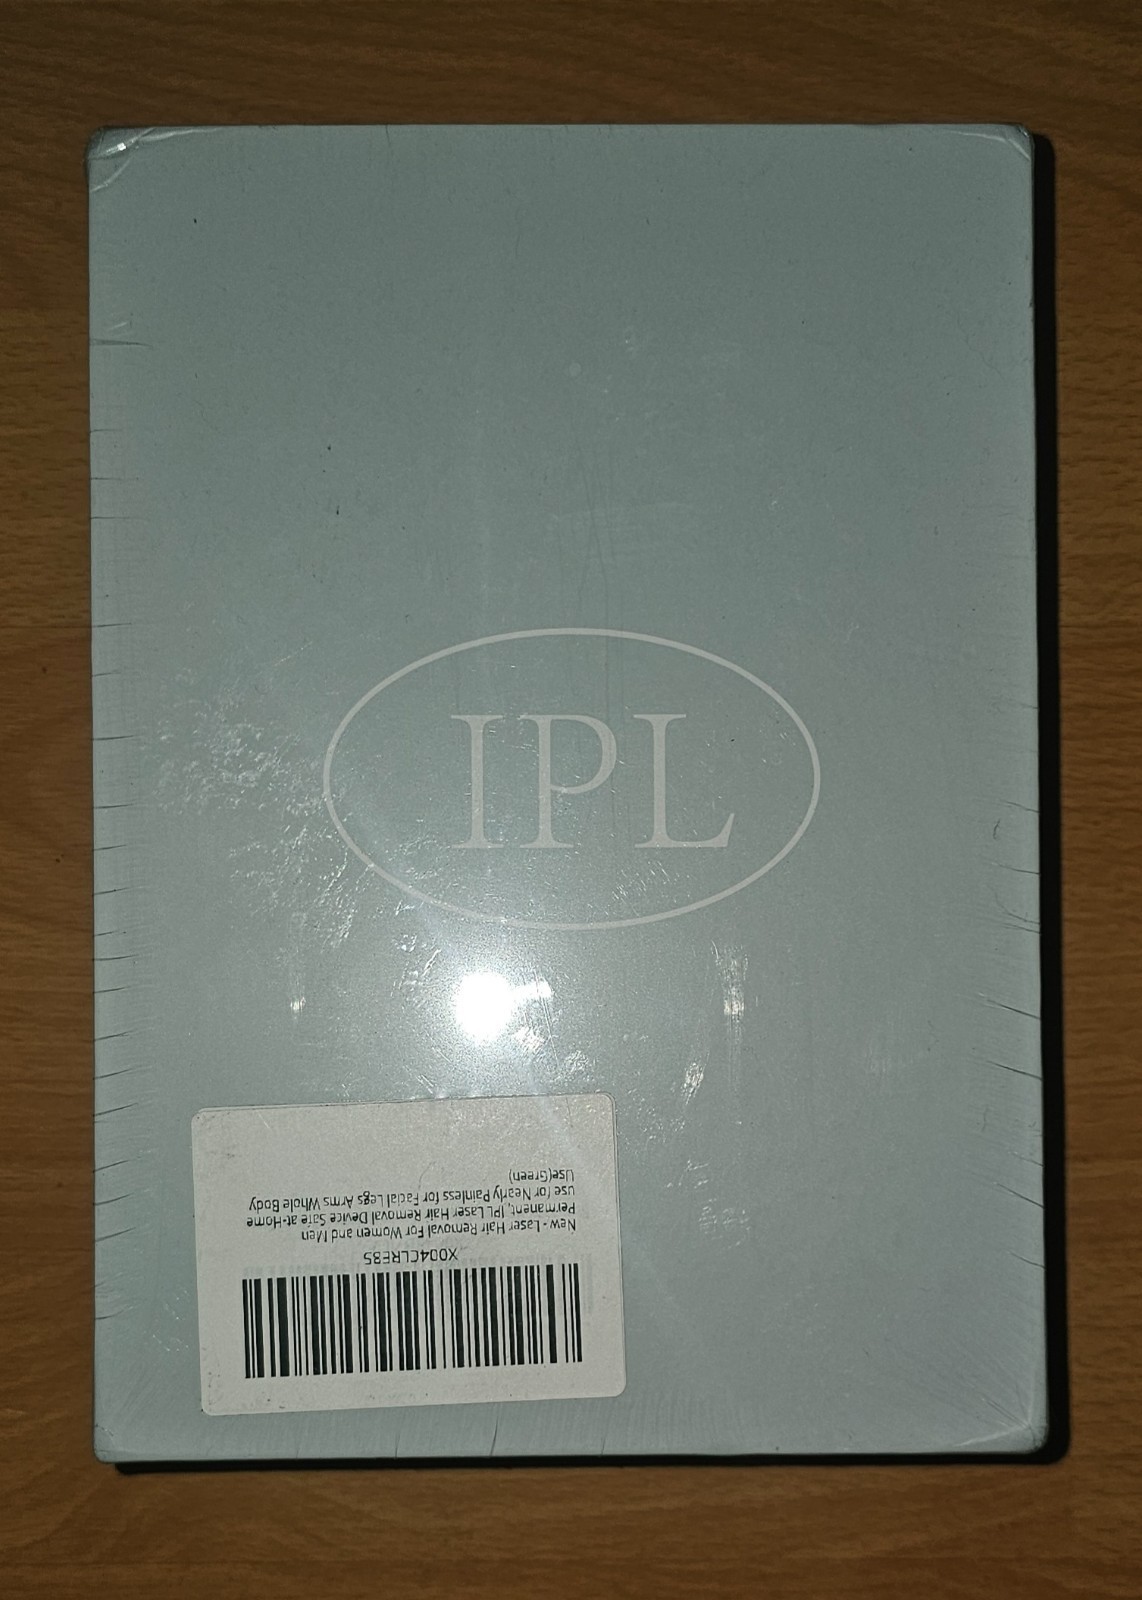 IPL
X004CLRE35
New - Laser Hair Removal For Women and Men
Permanent, IPL Laser Hair Removal Device Safe at-Home
Use for Nearly Painless for Facial Legs Arms Whole Body
Use(Green)